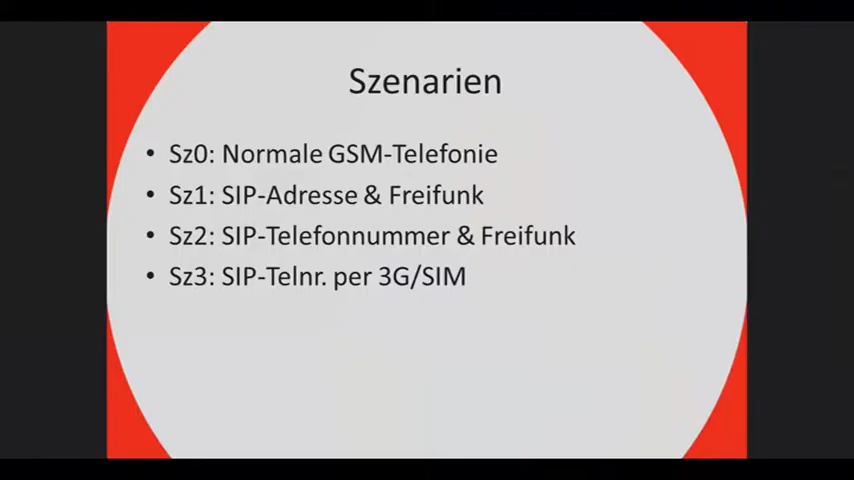 Szenarien
• Sz0: Normale GSM-Telefonie
• Sz1: SIP-Adresse & Freifunk
• Sz2: SIP-Telefonnummer & Freifunk
• Sz3: SIP-Telnr. per 3G/SIM